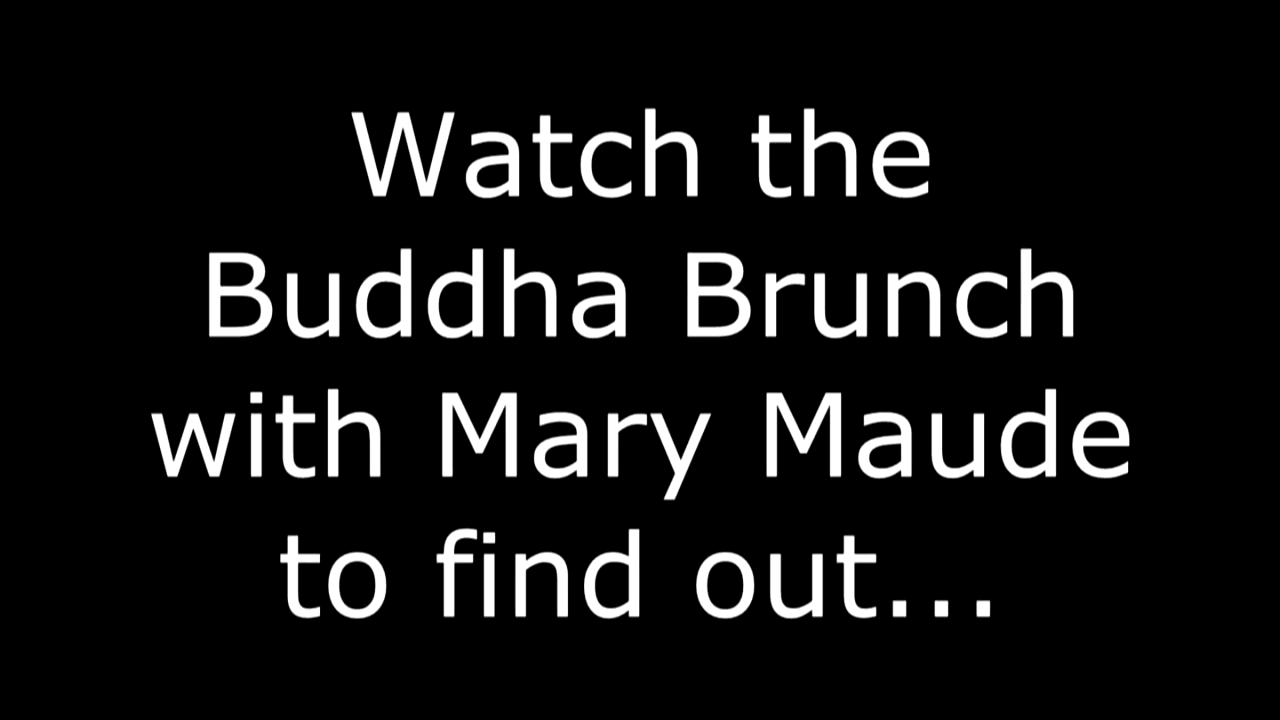 Watch the
Buddha Brunch
with Mary Maude
to find out...